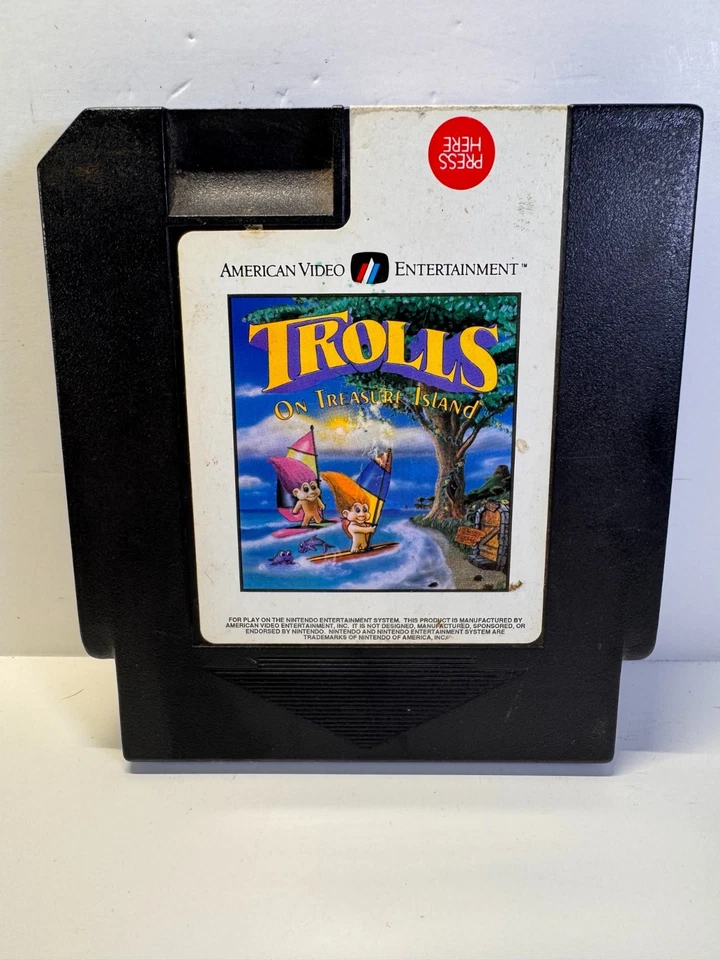 PRESS
HERE
AMERICAN VIDEO ENTERTAINMENT™
TROLLS
ON TREASURE ISLAND
FOR PLAY ON THE NINTENDO ENTERTAINMENT SYSTEM. THIS PRODUCT IS MANUFACTURED BY
AMERICAN VIDEO ENTERTAINMENT, INC. IT IS NOT DESIGNED, MANUFACTURED, SPONSORED, OR
ENDORSED BY NINTENDO. NINTENDO AND NINTENDO ENTERTAINMENT SYSTEM ARE
TRADEMARKS OF NINTENDO OF AMERICA, INC.